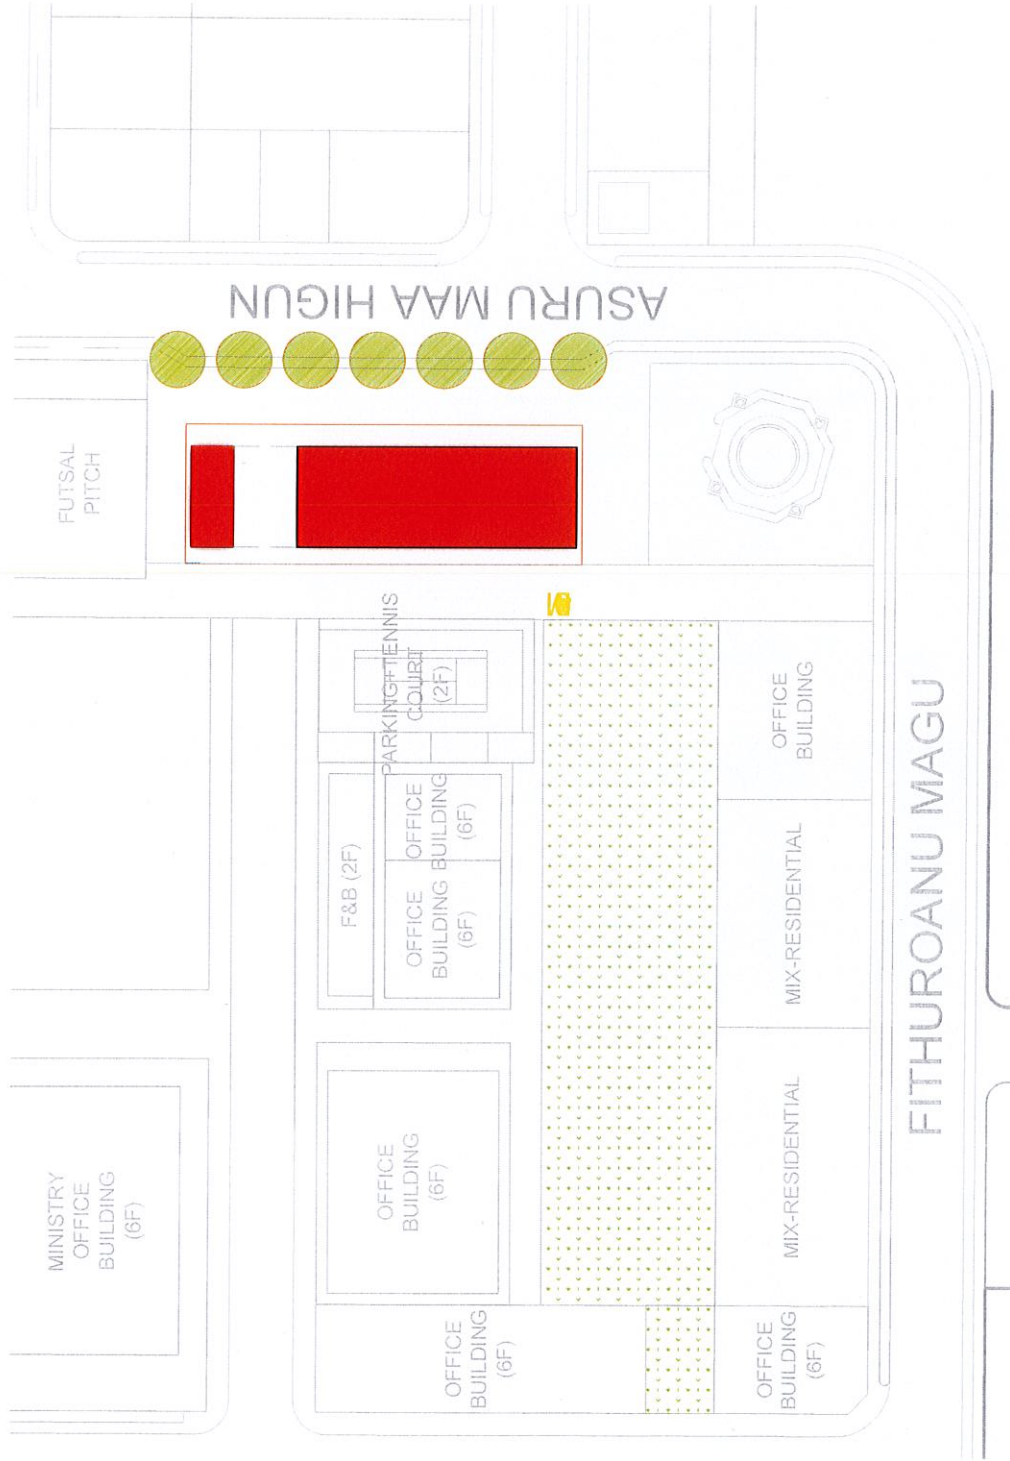 ASURU MAA HIGUN
FUTSAL
PITCH
PARKING+TENNIS
COURT
(2F)
OFFICE
BUILDING
F&B (2F)
OFFICE
BUILDING
(6F)
OFFICE
BUILDING
(6F)
MIX-RESIDENTIAL
FITHUROANU MAGU
OFFICE
BUILDING
(6F)
MIX-RESIDENTIAL
MINISTRY
OFFICE
BUILDING
(6F)
OFFICE
BUILDING
(6F)
OFFICE
BUILDING
(6F)